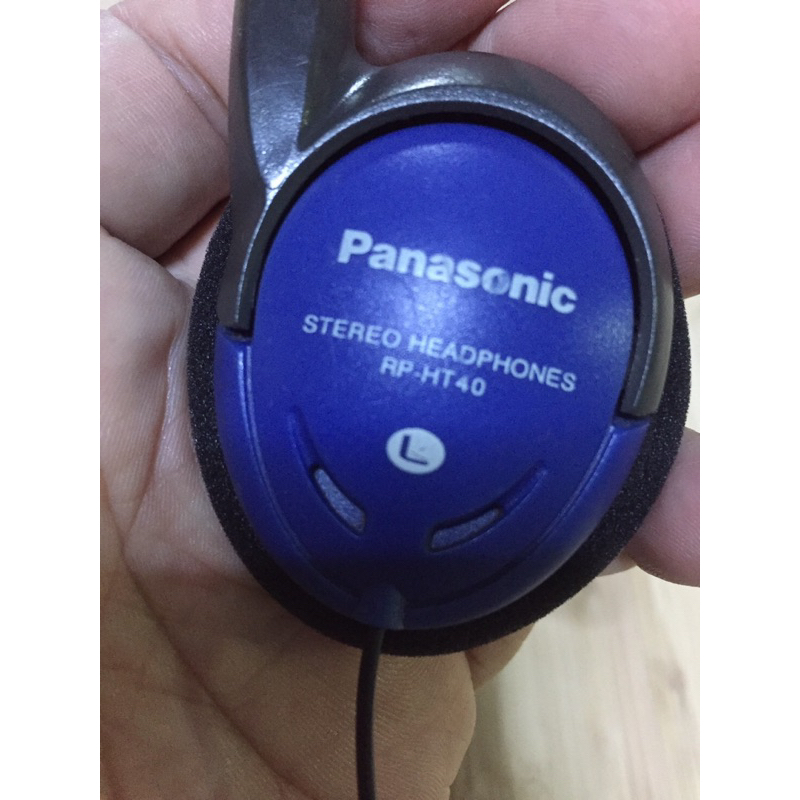 Panasonic
STEREO HEADPHONES
RP-HT40
L